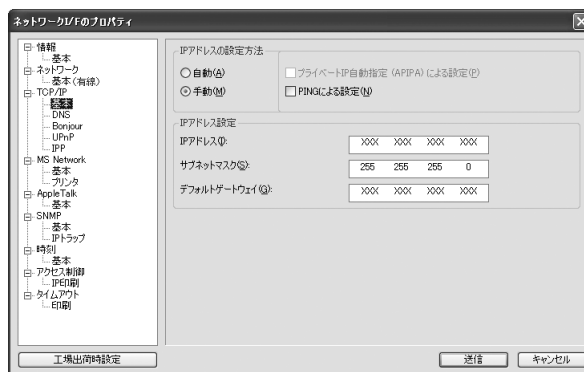 ネットワークI/Fのプロパティ
情報
基本
ネットワーク
基本(有線)
TCP/IP
基本
DNS
Bonjour
UPnP
IPP
MS Network
基本
プリンタ
AppleTalk
基本
SNMP
基本
IPトラップ
時刻
基本
アクセス制御
IPE印刷
タイムアウト
E印刷
IPアドレスの設定方法
自動(A)
手動(M)
プライベートIP自動指定 (APIPA) による設定(P)
PINGによる設定(N)
IPアドレス設定
IPアドレス(I): XXX XXX XXX XXX
サブネットマスク(S): 255 255 255 0
デフォルトゲートウェイ(G): XXX XXX XXX XXX
工場出荷時設定
送信
キャンセル